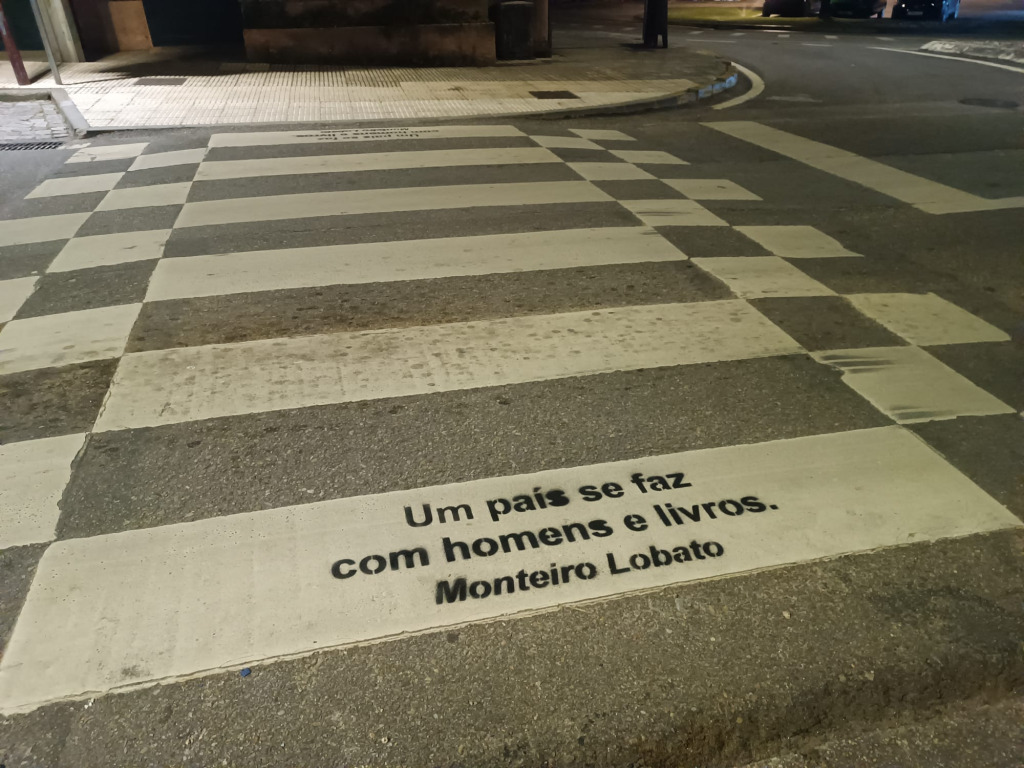 Um país se faz
com homens e livros.
Monteiro Lobato